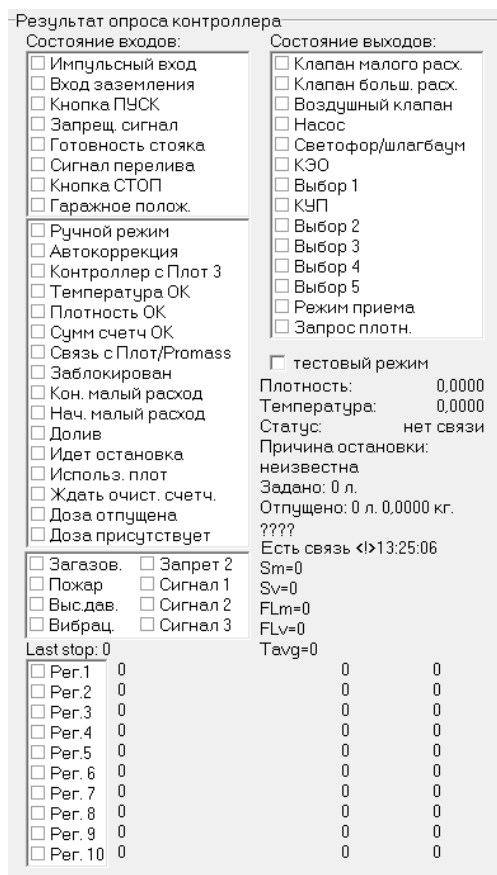 Результат опроса контроллера
Состояние входов:
Импульсный вход
Вход заземления
Кнопка ПУСК
Запрещ. сигнал
Готовность стояка
Сигнал перелива
Кнопка СТОП
Гаражное полож.
Ручной режим
Автокоррекция
Контроллер с Плот 3
Температура ОК
Плотность ОК
Сумм счетч ОК
Связь с Плот/Promass
Заблокирован
Кон. малый расход
Нач. малый расход
Долив
Идет остановка
Использ. плот
Ждать очист. счетч.
Доза отпущена
Доза присутствует
Загазов. Запрет 2
Пожар Сигнал 1
Выс.дав. Сигнал 2
Вибрац. Сигнал 3
Состояние выходов:
Клапан малого расх.
Клапан больш. расх.
Воздушный клапан
Насос
Светофор/шлагбаум
КЭО
Выбор 1
КУП
Выбор 2
Выбор 3
Выбор 4
Выбор 5
Режим приема
Запрос плотн.
тестовый режим
Плотность: 0,0000
Температура: 0,0000
Статус: нет связи
Причина остановки:
неизвестна
Задано: 0 л.
Отпущено: 0 л. 0,0000 кг.
????
Есть связь <!>13:25:06
Sm=0
Sv=0
FLm=0
FLv=0
Last stop: 0 Tavg=0
Рег.1 0 0 0
Рег.2 0 0 0
Рег.3 0 0 0
Рег.4 0 0 0
Рег.5 0 0 0
Рег. 6 0 0 0
Рег. 7 0 0 0
Рег. 8 0 0 0
Рег. 9 0 0 0
Рег. 10 0 0 0